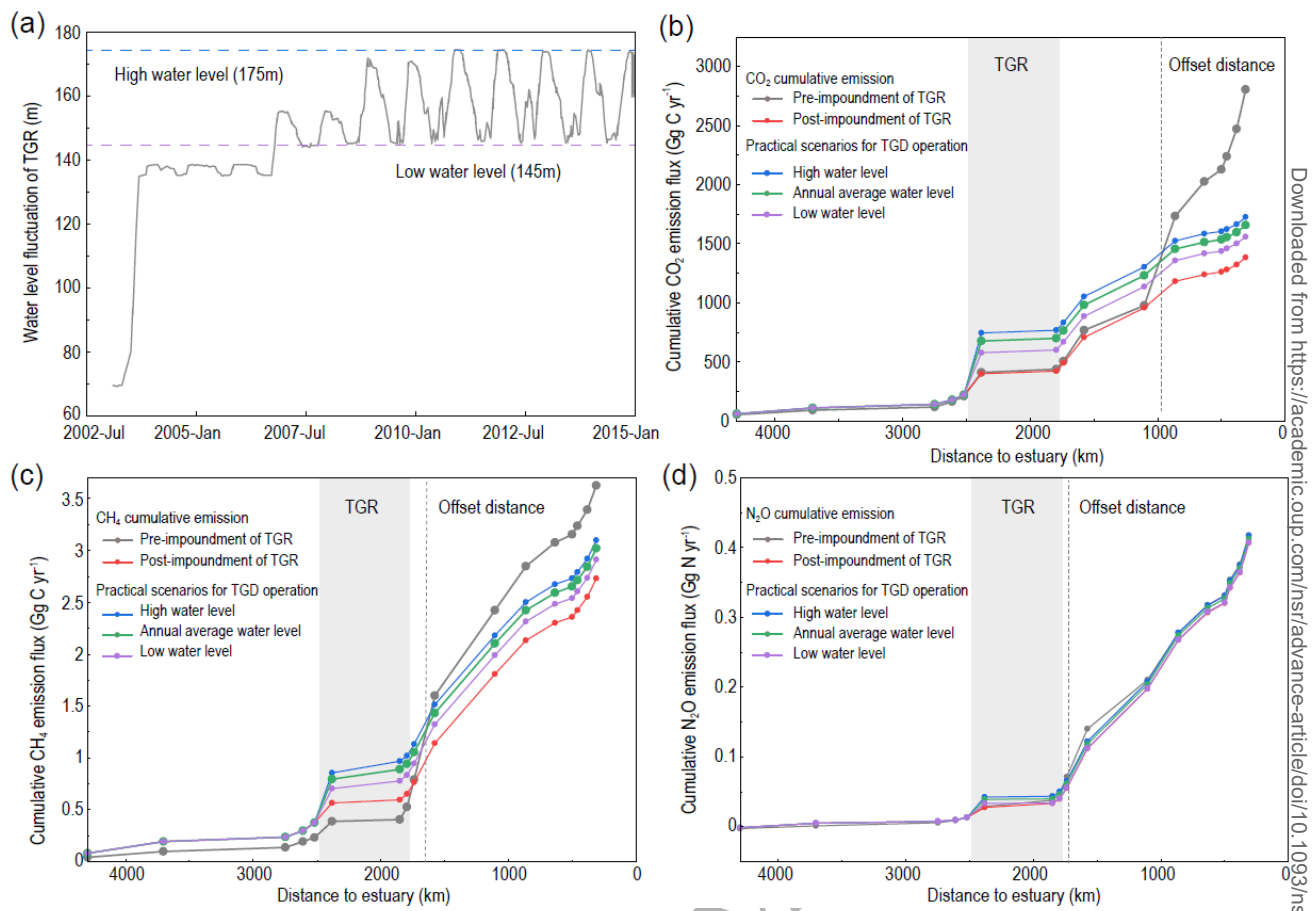 (a)
180
160
140
120
100
80
60
Water level fluctuation of TGR (m)
High water level (175m)
Low water level (145m)
2002-Jul
2005-Jan
2007-Jul
2010-Jan
2012-Jul
2015-Jan
(b)
3000
2500
2000
1500
1000
500
0
Cumulative CO₂ emission flux (Gg C yr⁻¹)
TGR
Offset distance
CO₂ cumulative emission
Pre-impoundment of TGR
Post-impoundment of TGR
Practical scenarios for TGD operation
High water level
Annual average water level
Low water level
4000
3000
2000
1000
0
Distance to estuary (km)
(c)
3.5
3
2.5
2
1.5
1
0.5
0
Cumulative CH₄ emission flux (Gg C yr⁻¹)
TGR
Offset distance
CH₄ cumulative emission
Pre-impoundment of TGR
Post-impoundment of TGR
Practical scenarios for TGD operation
High water level
Annual average water level
Low water level
4000
3000
2000
1000
0
Distance to estuary (km)
(d)
0.5
0.4
0.3
0.2
0.1
0
Cumulative N₂O emission flux (Gg N yr⁻¹)
TGR
Offset distance
N₂O cumulative emission
Pre-impoundment of TGR
Post-impoundment of TGR
Practical scenarios for TGD operation
High water level
Annual average water level
Low water level
4000
3000
2000
1000
0
Distance to estuary (km)
Downloaded from https://academic.oup.com/nsr/advance-article/doi/10.1093/ns